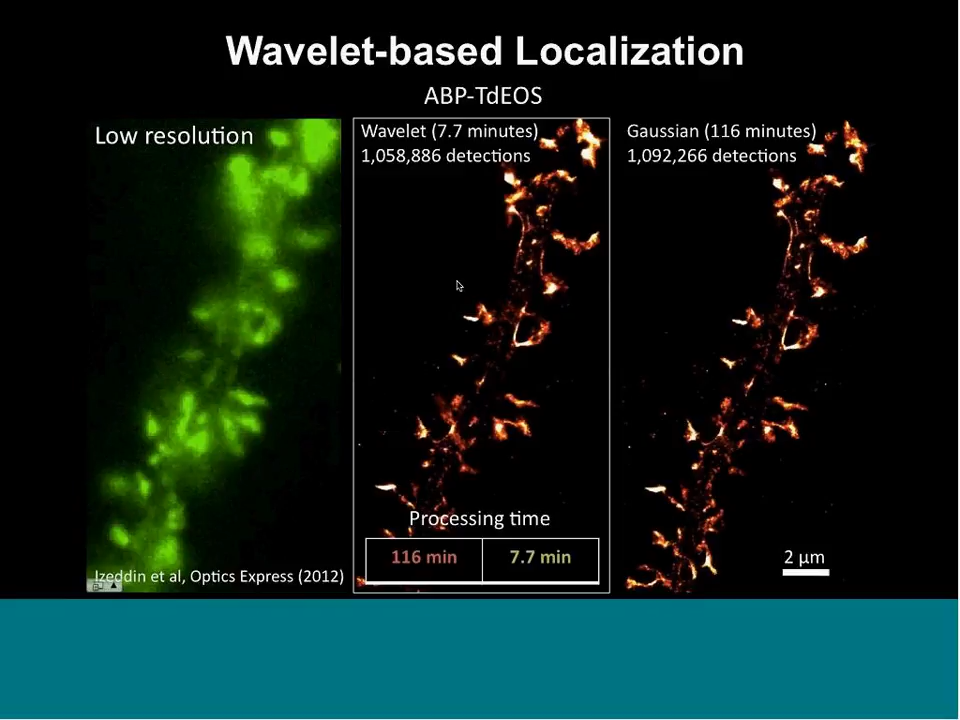 Wavelet-based Localization
ABP-TdEOS
Low resolution
Wavelet (7.7 minutes)
1,058,886 detections
Gaussian (116 minutes)
1,092,266 detections
Processing time
116 min
7.7 min
2 µm
Izeddin et al, Optics Express (2012)